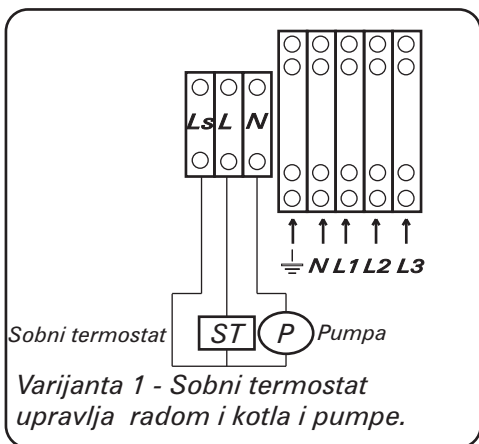 Ls L N
N L1 L2 L3
Sobni termostat ST P Pumpa
Varijanta 1 - Sobni termostat
upravlja radom i kotla i pumpe.